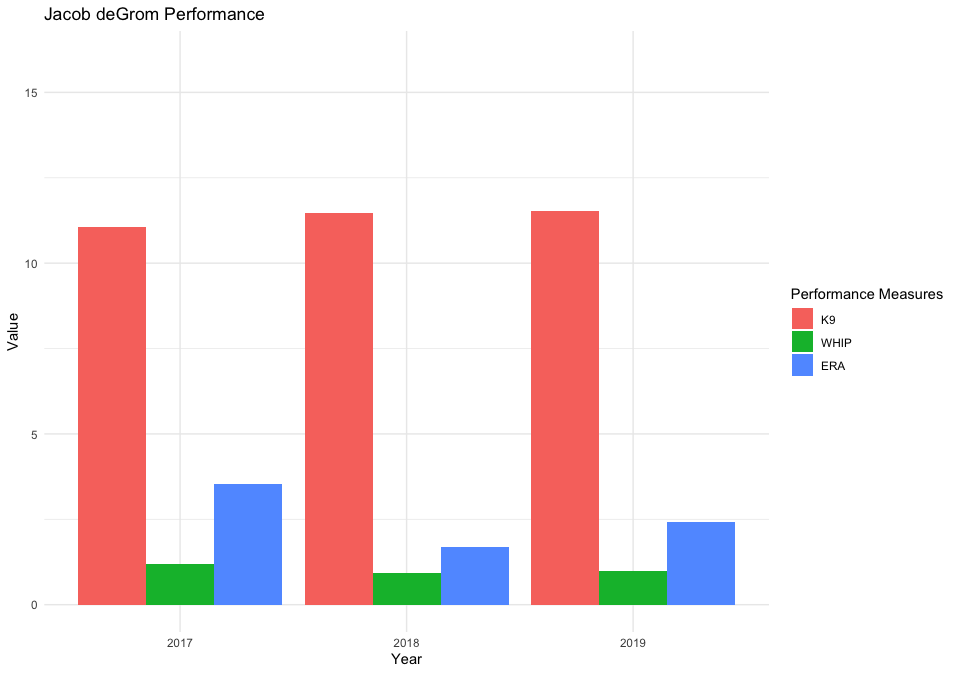 Jacob deGrom Performance
15
10
5
0
Value
2017
2018
2019
Year
Performance Measures
K9
WHIP
ERA